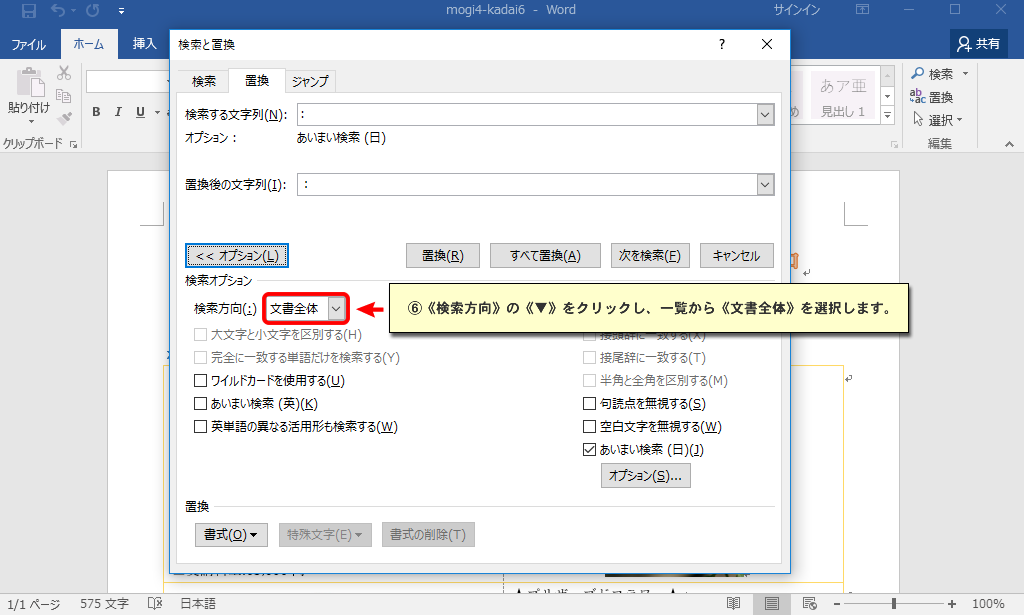 mogi4-kadai6 - Word
サインイン
ファイル
ホーム
挿入
共有
検索と置換
?
検索
置換
ジャンプ
検索する文字列(N):
:
オプション :
あいまい検索 (日)
置換後の文字列(I):
:
<< オプション(L)
置換(R)
すべて置換(A)
次を検索(F)
キャンセル
検索オプション
検索方向(:)
文書全体
⑥《検索方向》の《▼》をクリックし、一覧から《文書全体》を選択します。
大文字と小文字を区別する(H)
接頭辞に一致する(X)
完全に一致する単語だけを検索する(Y)
接尾辞に一致する(T)
ワイルドカードを使用する(U)
半角と全角を区別する(M)
あいまい検索 (英)(K)
句読点を無視する(S)
英単語の異なる活用形も検索する(W)
空白文字を無視する(W)
あいまい検索 (日)(J)
オプション(S)...
置換
書式(O)
特殊文字(E)
書式の削除(T)
貼り付け
B I U
クリップボード
あア亜
め
見出し 1
検索
置換
選択
編集
1/1 ページ
575 文字
日本語
100%